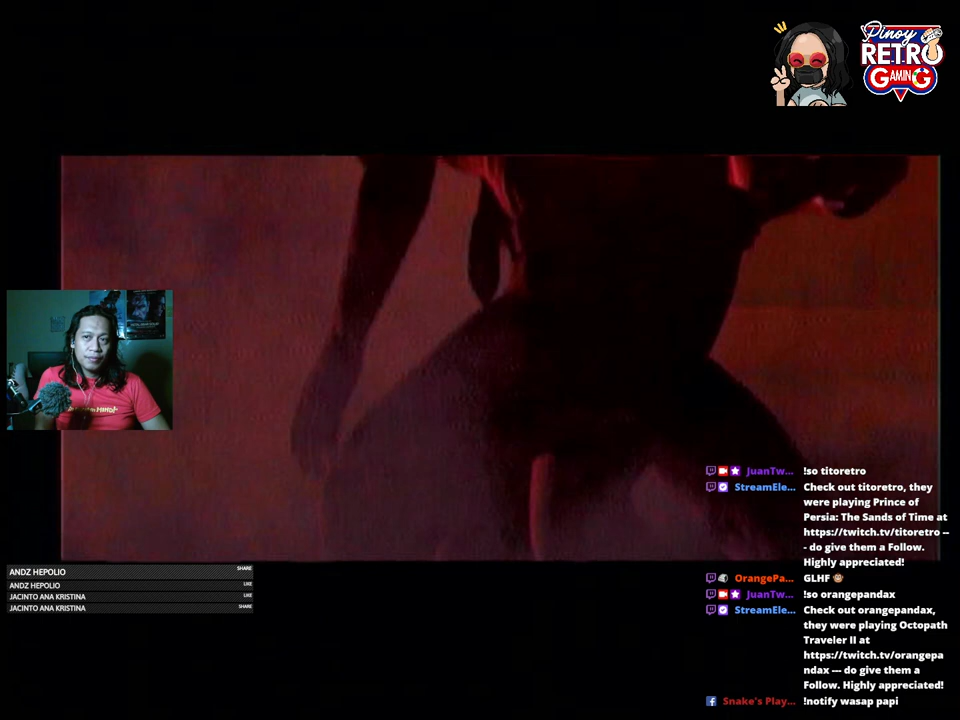 Pinoy
RETRO
GAMING
JuanTw... !so titoretro
StreamEle... Check out titoretro, they
were playing Prince of
Persia: The Sands of Time at
https://twitch.tv/titoretro --
- do give them a Follow.
Highly appreciated!
OrangePa... GLHF
JuanTw... !so orangepandax
StreamEle... Check out orangepandax,
they were playing Octopath
Traveler II at
https://twitch.tv/orangepa
ndax --- do give them a
Follow. Highly appreciated!
Snake's Play... !notify wasap papi
ANDZ HEPOLIO SHARE
ANDZ HEPOLIO LIKE
JACINTO ANA KRISTINA LIKE
JACINTO ANA KRISTINA SHARE